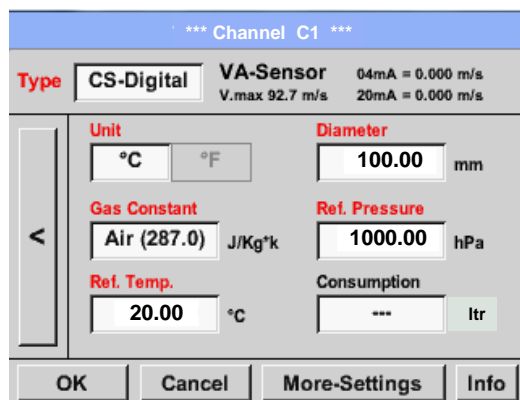 *** Channel C1 ***
Type CS-Digital VA-Sensor 04mA = 0.000 m/s
V.max 92.7 m/s 20mA = 0.000 m/s
Unit Diameter
°C °F 100.00 mm
Gas Constant Ref. Pressure
< Air (287.0) J/Kg*k 1000.00 hPa
Ref. Temp. Consumption
20.00 °C --- ltr
OK Cancel More-Settings Info